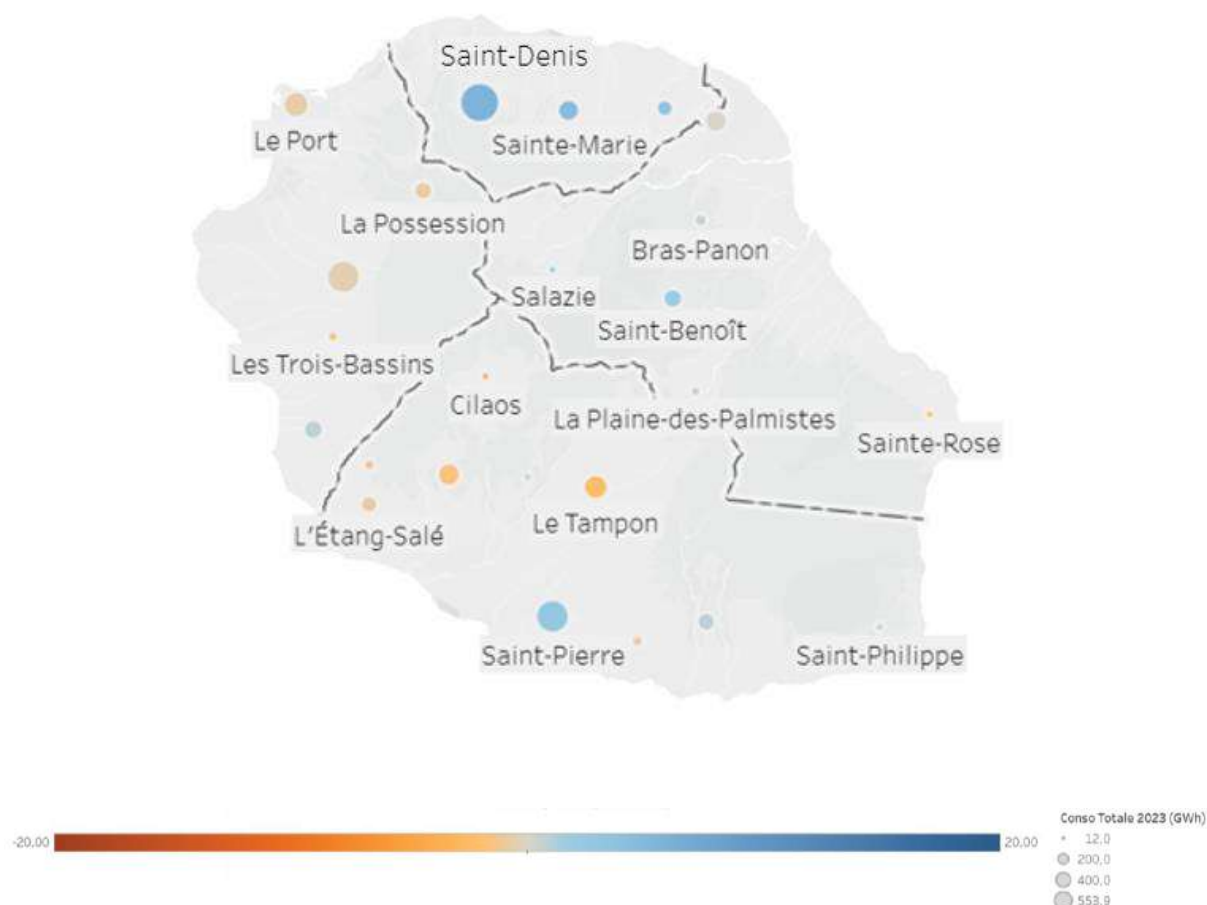 Saint-Denis
Le Port
Sainte-Marie
La Possession
Bras-Panon
Salazie
Saint-Benoît
Les Trois-Bassins
Cilaos
La Plaine-des-Palmistes
Sainte-Rose
Le Tampon
L'Étang-Salé
Saint-Pierre
Saint-Philippe
-20.00
20.00
Conso Totale 2023 (GWh)
12,0
200,0
400,0
553,9